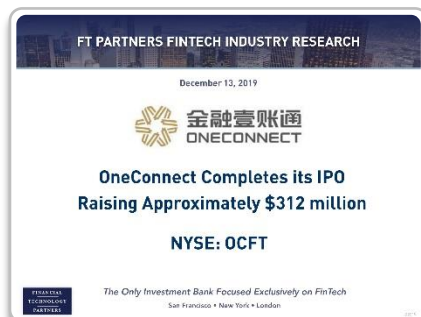 FT PARTNERS FINTECH INDUSTRY RESEARCH
December 13, 2019
金融壹账通
ONECONNECT
OneConnect Completes its IPO
Raising Approximately $312 million
NYSE: OCFT
FINANCIAL
TECHNOLOGY
PARTNERS
The Only Investment Bank Focused Exclusively on FinTech
San Francisco • New York • London